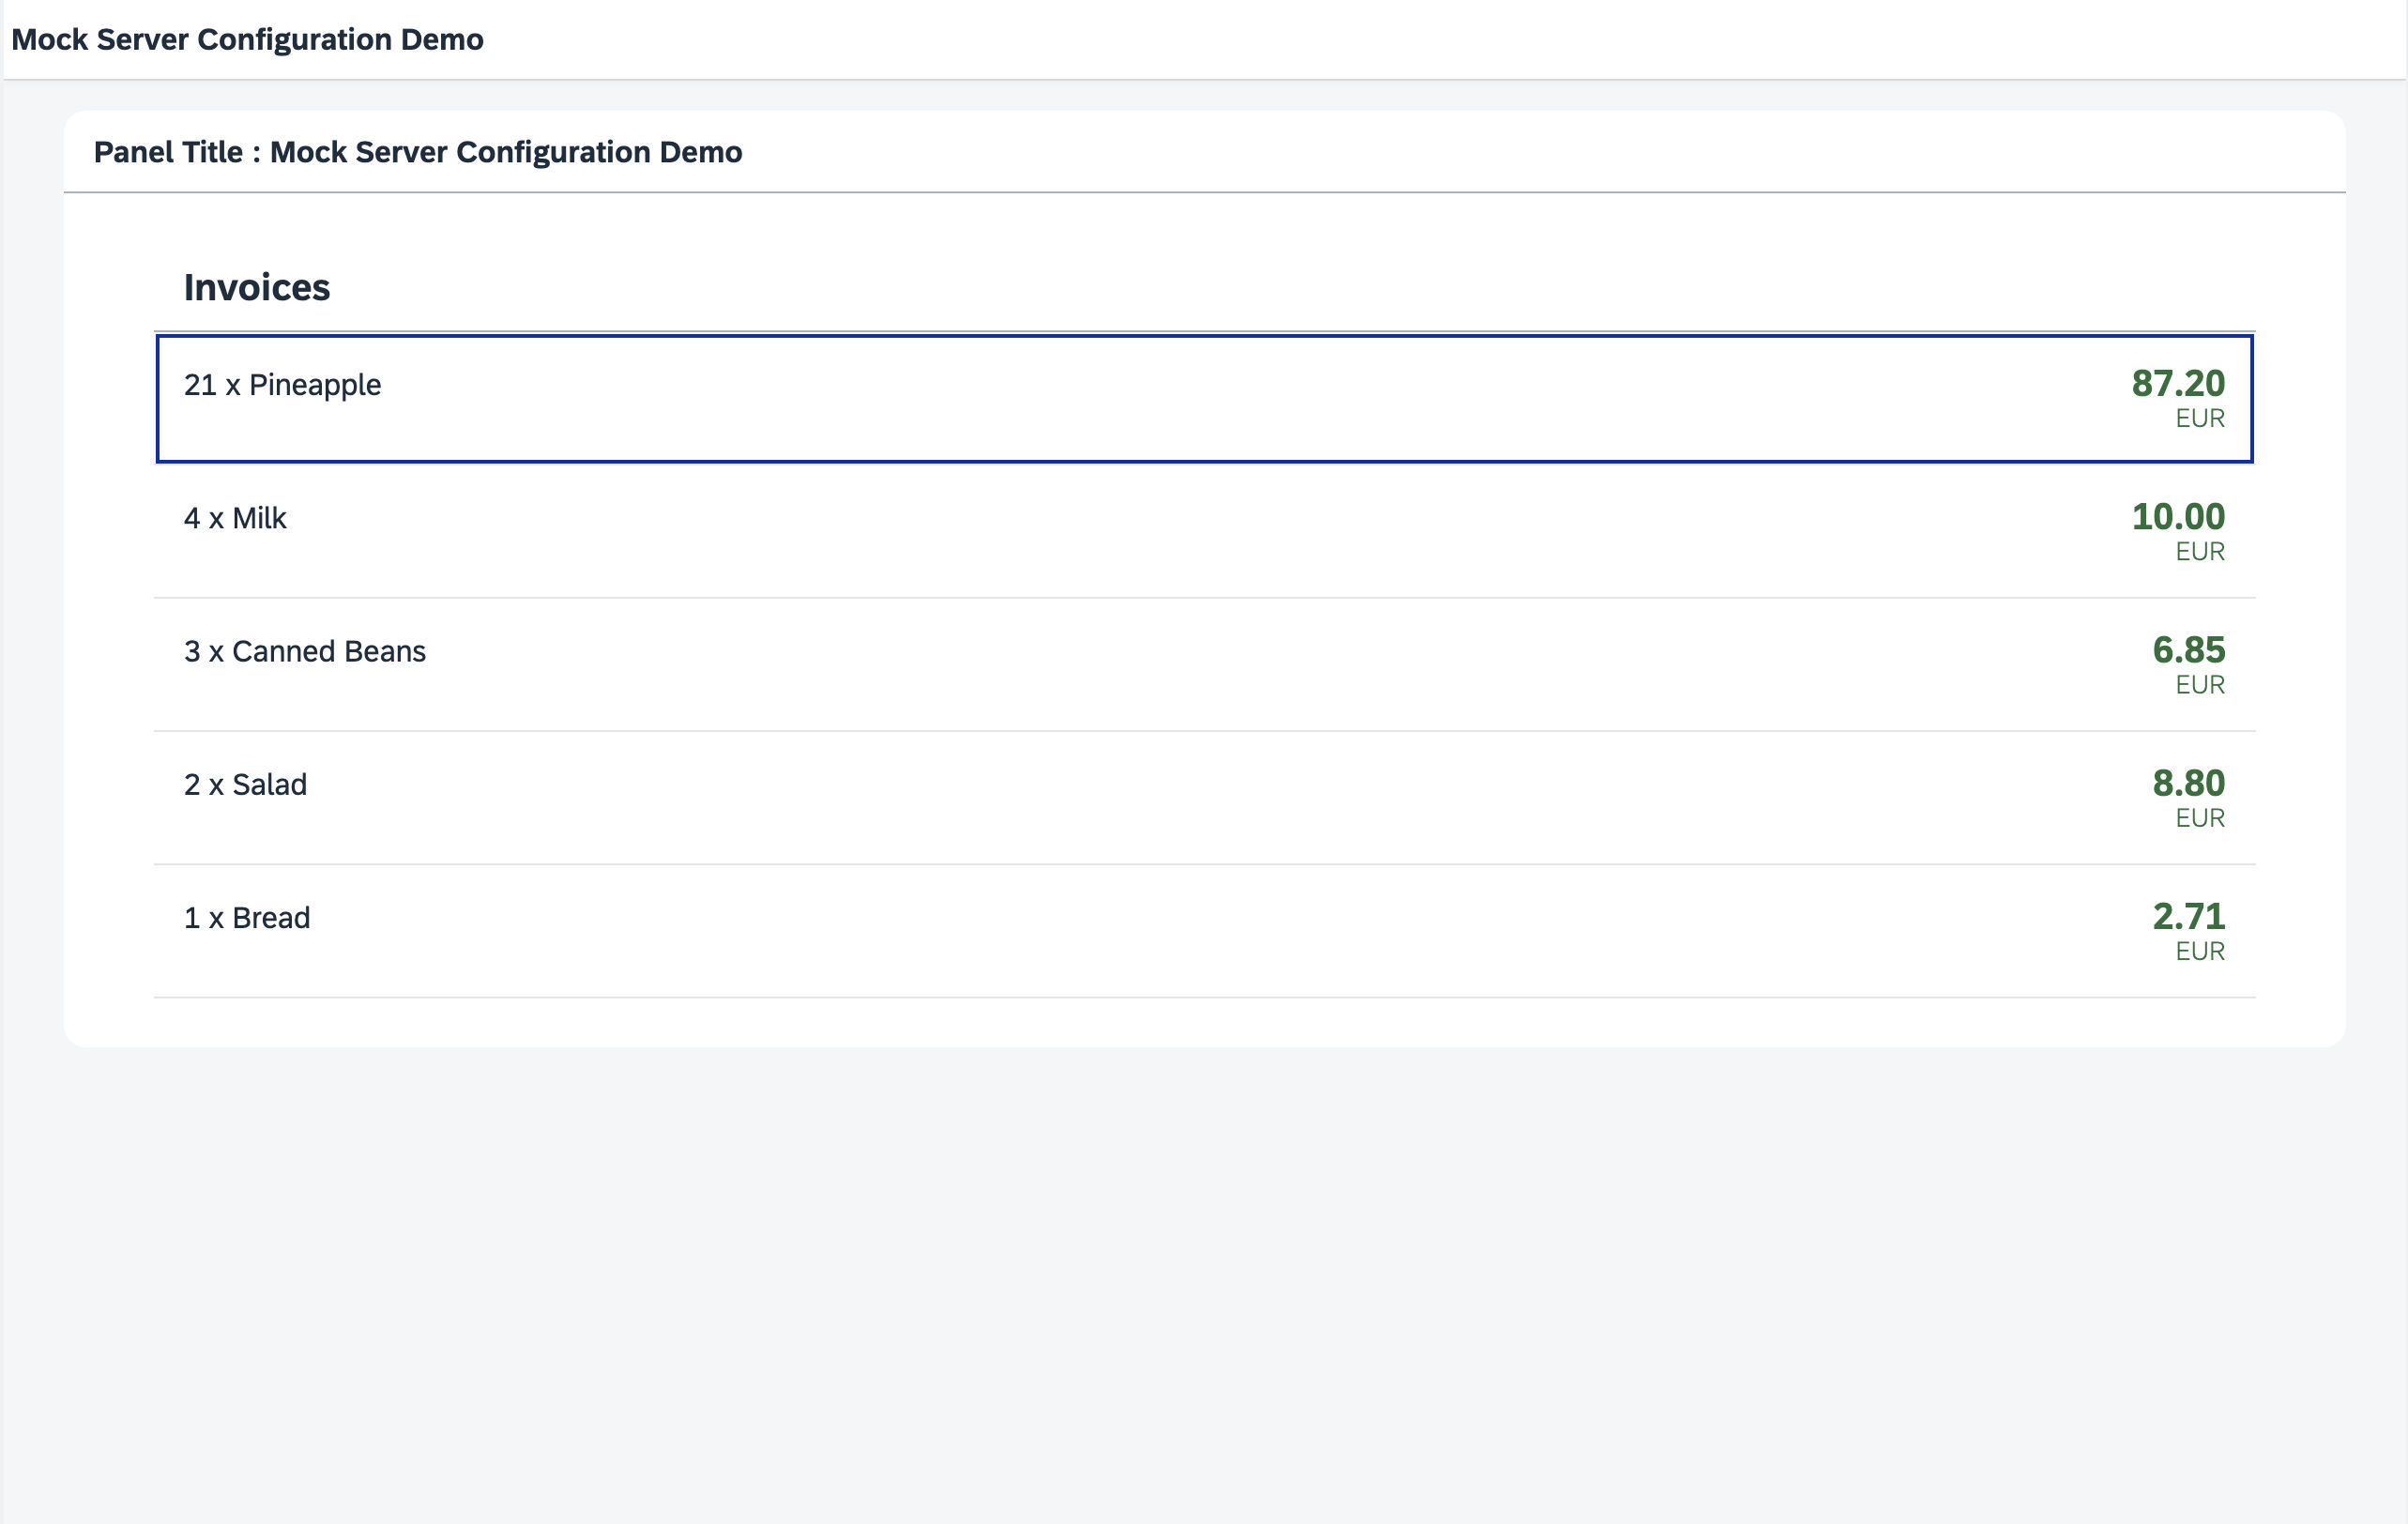 Mock Server Configuration Demo
Panel Title : Mock Server Configuration Demo
Invoices
21 x Pineapple
87.20
EUR
4 x Milk
10.00
EUR
3 x Canned Beans
6.85
EUR
2 x Salad
8.80
EUR
1 x Bread
2.71
EUR